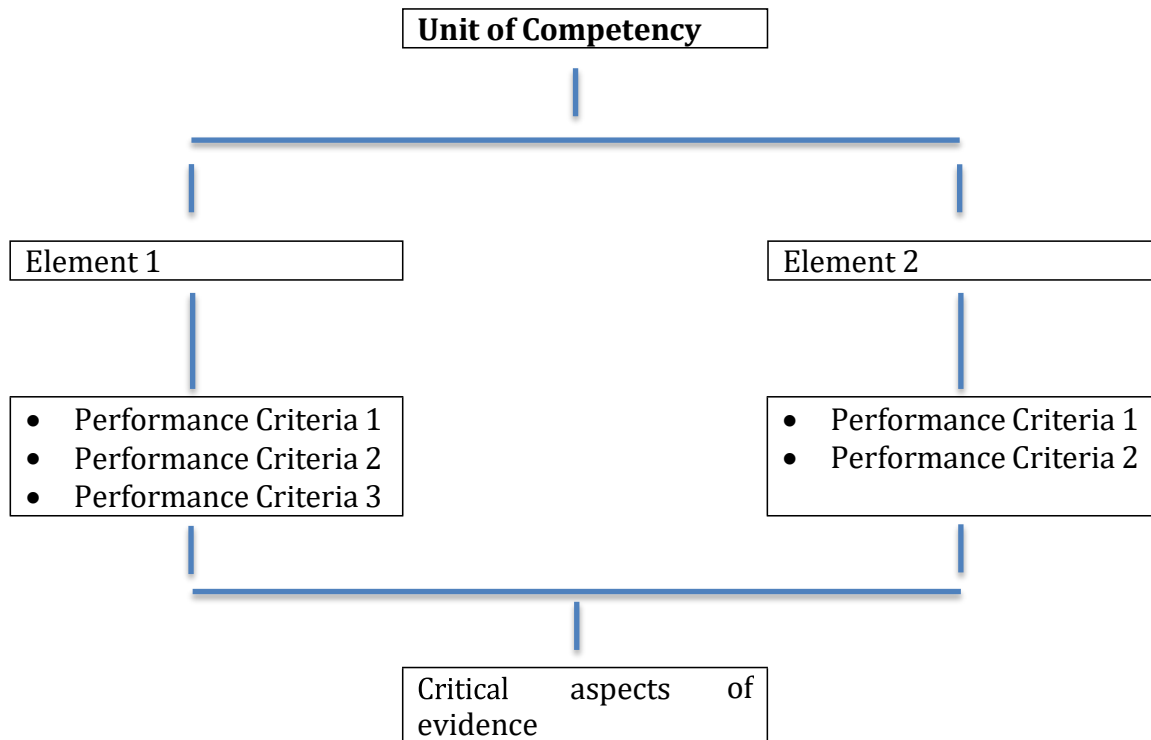 Unit of Competency
Element 1
Element 2
• Performance Criteria 1
• Performance Criteria 2
• Performance Criteria 3
• Performance Criteria 1
• Performance Criteria 2
Critical aspects of
evidence